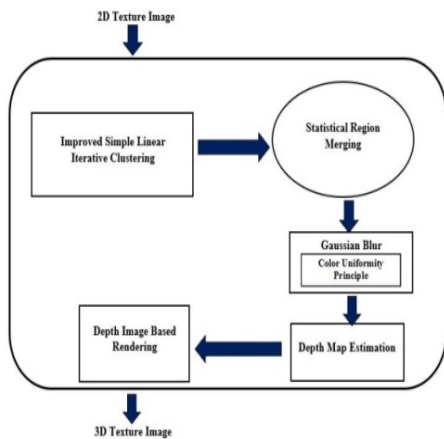 2D Texture Image
Improved Simple Linear
Iterative Clustering
Statistical Region
Merging
Gaussian Blur
Color Uniformity
Principle
Depth Image Based
Rendering
Depth Map Estimation
3D Texture Image